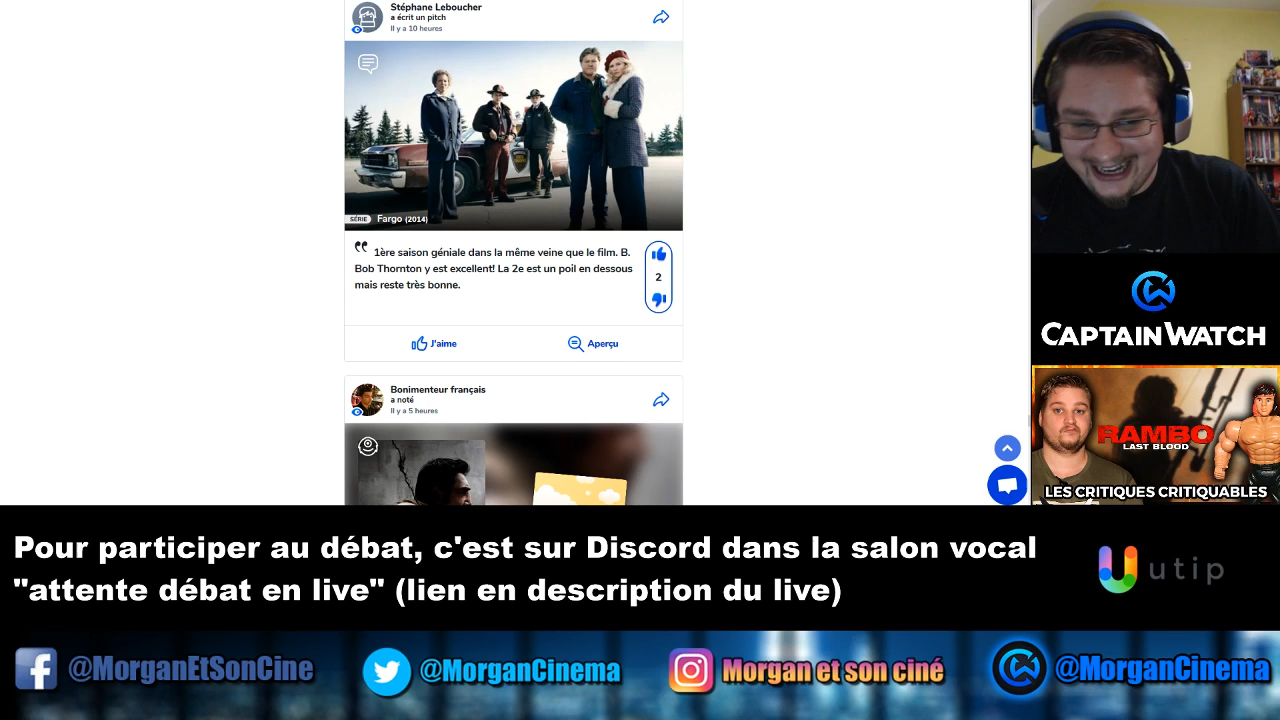 Stéphane Leboucher
a écrit un pitch
Il y a 10 heures
SÉRIE Fargo (2014)
1ère saison géniale dans la même veine que le film. B.
Bob Thornton y est excellent! La 2e est un poil en dessous
mais reste très bonne.
2
J'aime
Aperçu
Bonimenteur français
a noté
Il y a 5 heures
CAPTAINWATCH
RAMBO
LAST BLOOD
LES CRITIQUES CRITIQUABLES
Pour participer au débat, c'est sur Discord dans la salon vocal
"attente débat en live" (lien en description du live)
utip
@MorganEtSonCine
@MorganCinema
Morgan et son ciné
@MorganCinema